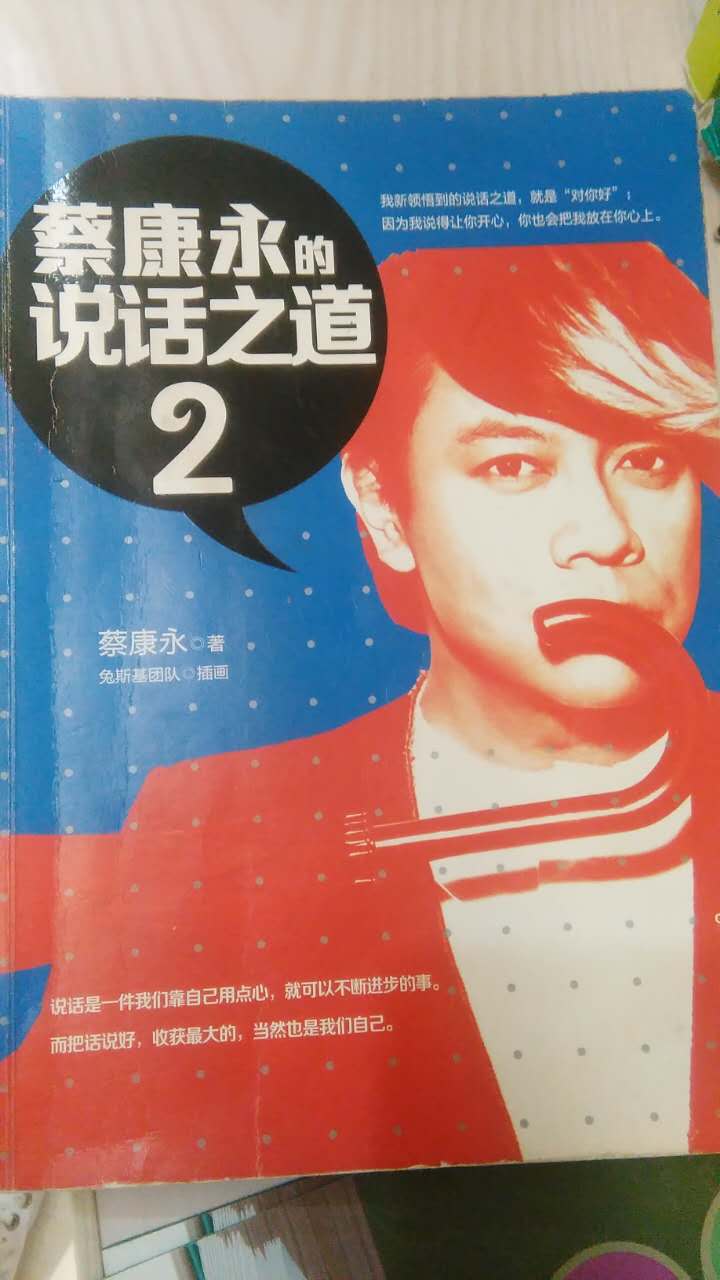 我新领悟到的说话之道，就是“对你好”；
因为我说得让你开心，你也会把我放在你心上。
蔡康永的
说话之道
2
蔡康永◎著
兔斯基团队◎插画
说话是一件我们靠自己用点心，就可以不断进步的事。
而把话说好，收获最大的，当然也是我们自己。